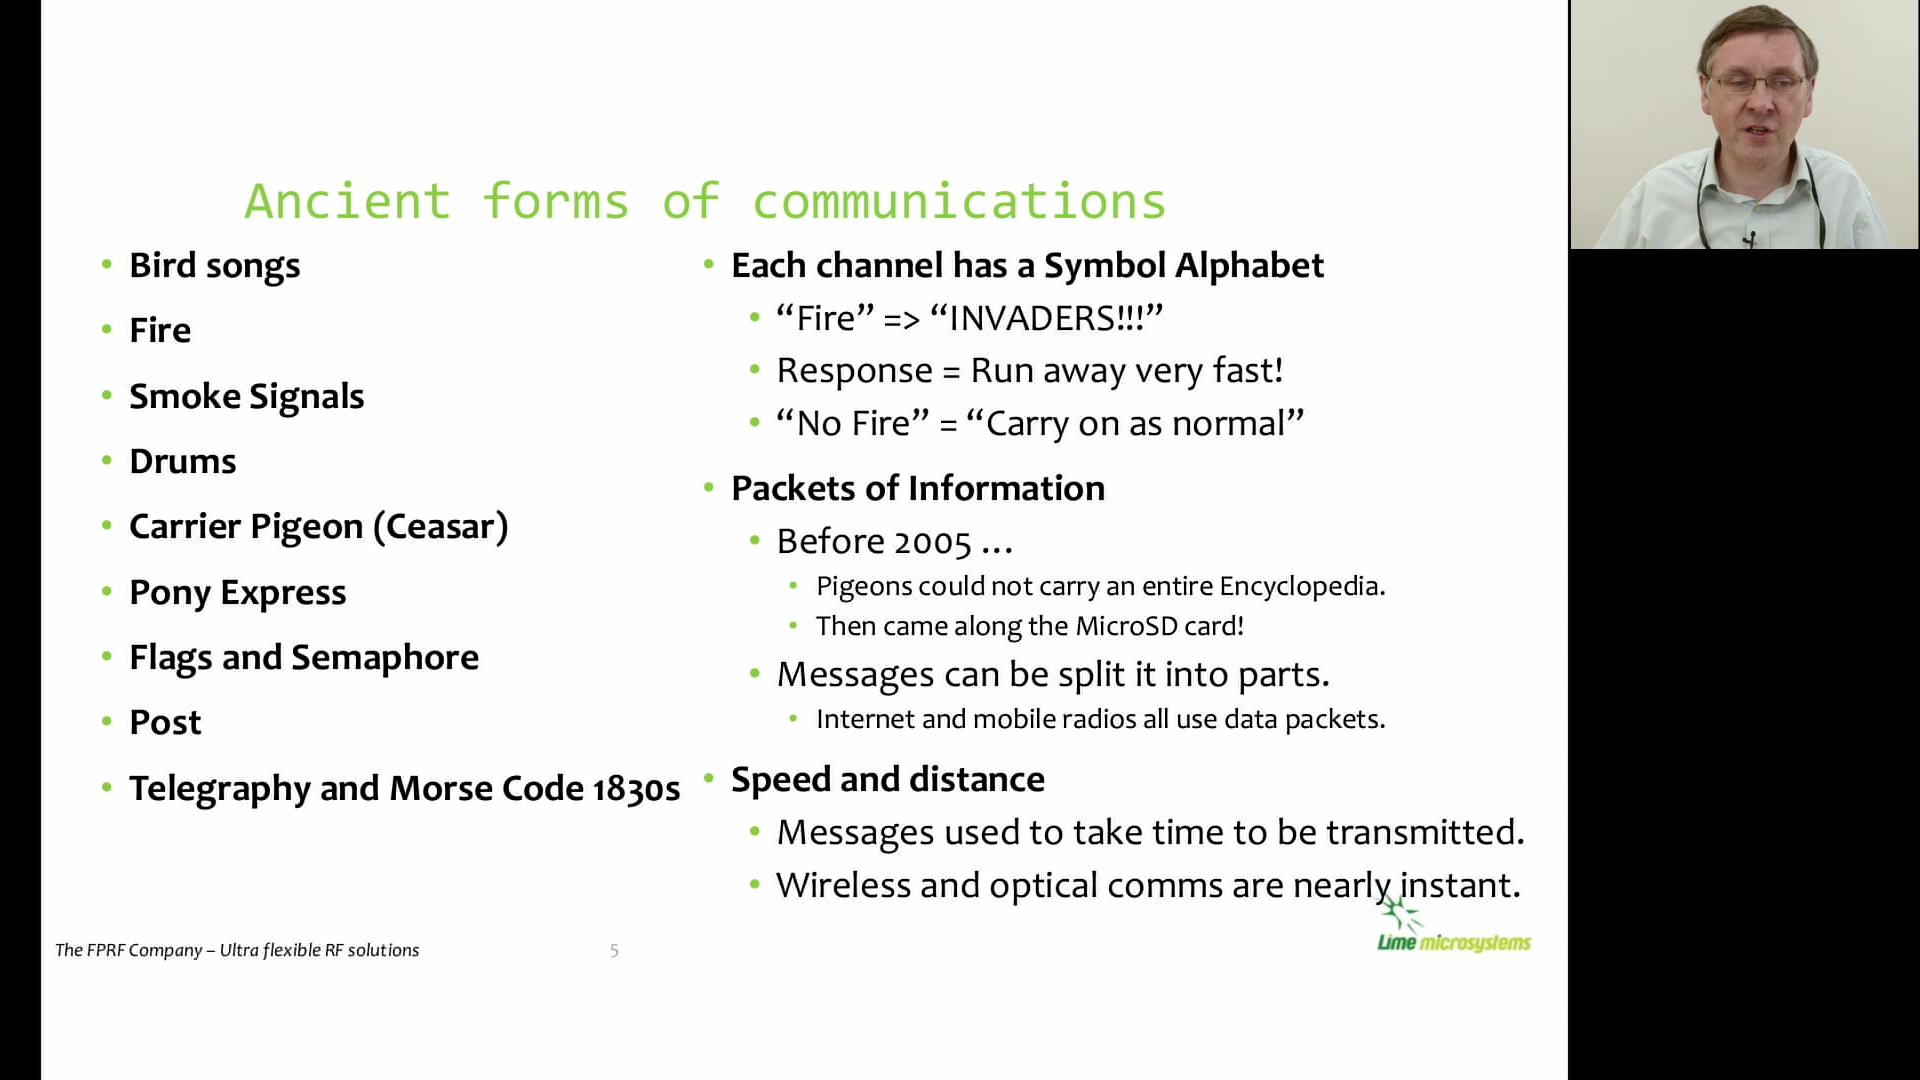 Ancient forms of communications
• Bird songs
• Fire
• Smoke Signals
• Drums
• Carrier Pigeon (Ceasar)
• Pony Express
• Flags and Semaphore
• Post
• Telegraphy and Morse Code 1830s
• Each channel has a Symbol Alphabet
• “Fire” => “INVADERS!!!”
• Response = Run away very fast!
• “No Fire” = “Carry on as normal”
• Packets of Information
• Before 2005 …
• Pigeons could not carry an entire Encyclopedia.
• Then came along the MicroSD card!
• Messages can be split it into parts.
• Internet and mobile radios all use data packets.
• Speed and distance
• Messages used to take time to be transmitted.
• Wireless and optical comms are nearly instant.
The FPRF Company – Ultra flexible RF solutions
5
Lime microsystems